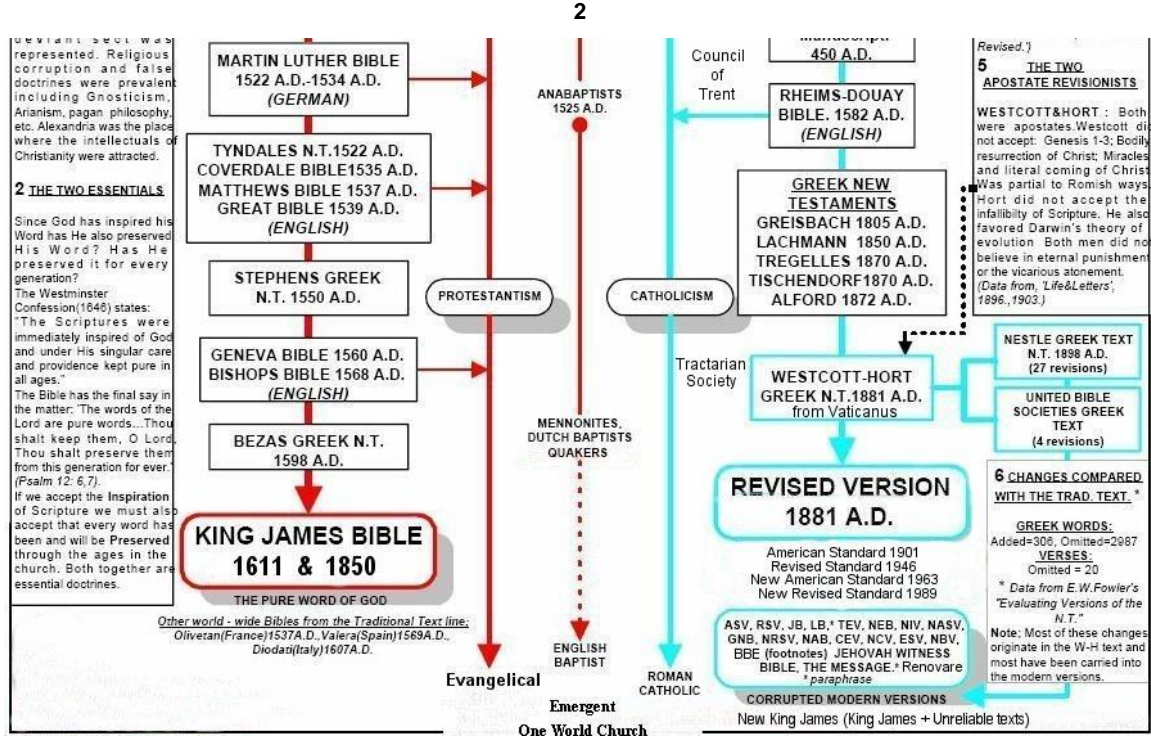 2
deviant sect was
represented. Religious
corruption and false
doctrines were prevalent
including Gnosticism,
Arianism, pagan philosophy,
etc. Alexandria was the place
where the intellectuals of
Christianity were attracted.
2 THE TWO ESSENTIALS
Since God has inspired his
Word has He also preserved
His Word? Has He
preserved it for every
generation?
The Westminster
Confession(1646) states:
"The Scriptures were
immediately inspired of God
and under His singular care
and providence kept pure in
all ages."
The Bible has the final say in
the matter: 'The words of the
Lord are pure words...Thou
shalt keep them, O Lord,
Thou shalt preserve them
from this generation for ever.'
(Psalm 12: 6,7).
If we accept the Inspiration
of Scripture we must also
accept that every word has
been and will be Preserved
through the ages in the
church. Both together are
essential doctrines.
MARTIN LUTHER BIBLE
1522 A.D.-1534 A.D.
(GERMAN)
TYNDALES N.T.1522 A.D.
COVERDALE BIBLE1535 A.D.
MATTHEWS BIBLE 1537 A.D.
GREAT BIBLE 1539 A.D.
(ENGLISH)
STEPHENS GREEK
N.T. 1550 A.D.
GENEVA BIBLE 1560 A.D.
BISHOPS BIBLE 1568 A.D.
(ENGLISH)
BEZAS GREEK N.T.
1598 A.D.
KING JAMES BIBLE
1611 & 1850
THE PURE WORD OF GOD
Other world - wide Bibles from the Traditional Text line;
Olivetan(France)1537A.D.,Valera(Spain)1569A.D.,
Diodati(Italy)1607A.D.
PROTESTANTISM
Evangelical
ANABAPTISTS
1525 A.D.
MENNONITES,
DUTCH BAPTISTS
QUAKERS
ENGLISH
BAPTIST
Emergent
One World Church
CATHOLICISM
ROMAN
CATHOLIC
Council
of
Trent
Tractarian
Society
Manuscript.
450 A.D.
RHEIMS-DOUAY
BIBLE. 1582 A.D.
(ENGLISH)
GREEK NEW
TESTAMENTS
GREISBACH 1805 A.D.
LACHMANN 1850 A.D.
TREGELLES 1870 A.D.
TISCHENDORF1870 A.D.
ALFORD 1872 A.D.
WESTCOTT-HORT
GREEK N.T.1881 A.D.
from Vaticanus
REVISED VERSION
1881 A.D.
American Standard 1901
Revised Standard 1946
New American Standard 1963
New Revised Standard 1989
ASV, RSV, JB, LB,* TEV, NEB, NIV, NASV,
GNB, NRSV, NAB, CEV, NCV, ESV, NBV,
BBE (footnotes) JEHOVAH WITNESS
BIBLE, THE MESSAGE.* Renovare
* paraphrase
CORRUPTED MODERN VERSIONS
New King James (King James + Unreliable texts)
Revised.')
5 THE TWO
APOSTATE REVISIONISTS
WESTCOTT&HORT : Both
were apostates.Westcott did
not accept: Genesis 1-3; Bodily
resurrection of Christ; Miracles
and literal coming of Christ
Was partial to Romish ways.
Hort did not accept the
infallibilty of Scripture. He also
favored Darwin's theory of
evolution Both men did not
believe in eternal punishment
or the vicarious atonement.
(Data from, 'Life&Letters',
1896.,1903.)
NESTLE GREEK TEXT
N.T. 1898 A.D.
(27 revisions)
UNITED BIBLE
SOCIETIES GREEK
TEXT
(4 revisions)
6 CHANGES COMPARED
WITH THE TRAD. TEXT. *
GREEK WORDS:
Added=306, Omitted=2987
VERSES:
Omitted = 20
* Data from E.W.Fowler's
"Evaluating Versions of the
N.T."
Note; Most of these changes
originate in the W-H text and
most have been carried into
the modern versions.